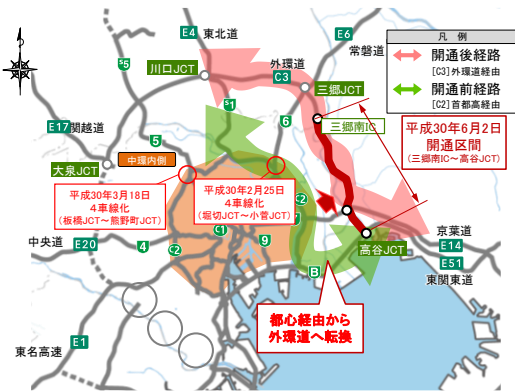 E4
東北道
E6
常磐道
凡　例
開通後経路
[C3]外環道経由
開通前経路
[C2]首都高経由
川口JCT
外環道
C3
三郷JCT
S5
S1
6
三郷南IC
平成30年6月2日
開通区間
(三郷南IC～高谷JCT)
E17
関越道
5
大泉JCT
中環内側
平成30年3月18日
4車線化
(板橋JCT～熊野町JCT)
平成30年2月25日
4車線化
(堀切JCT～小菅JCT)
C2
7
中央道
E20
4
C2
C1
9
B
高谷JCT
京葉道
E14
E51
東関東道
都心経由から
外環道へ転換
東名高速
E1